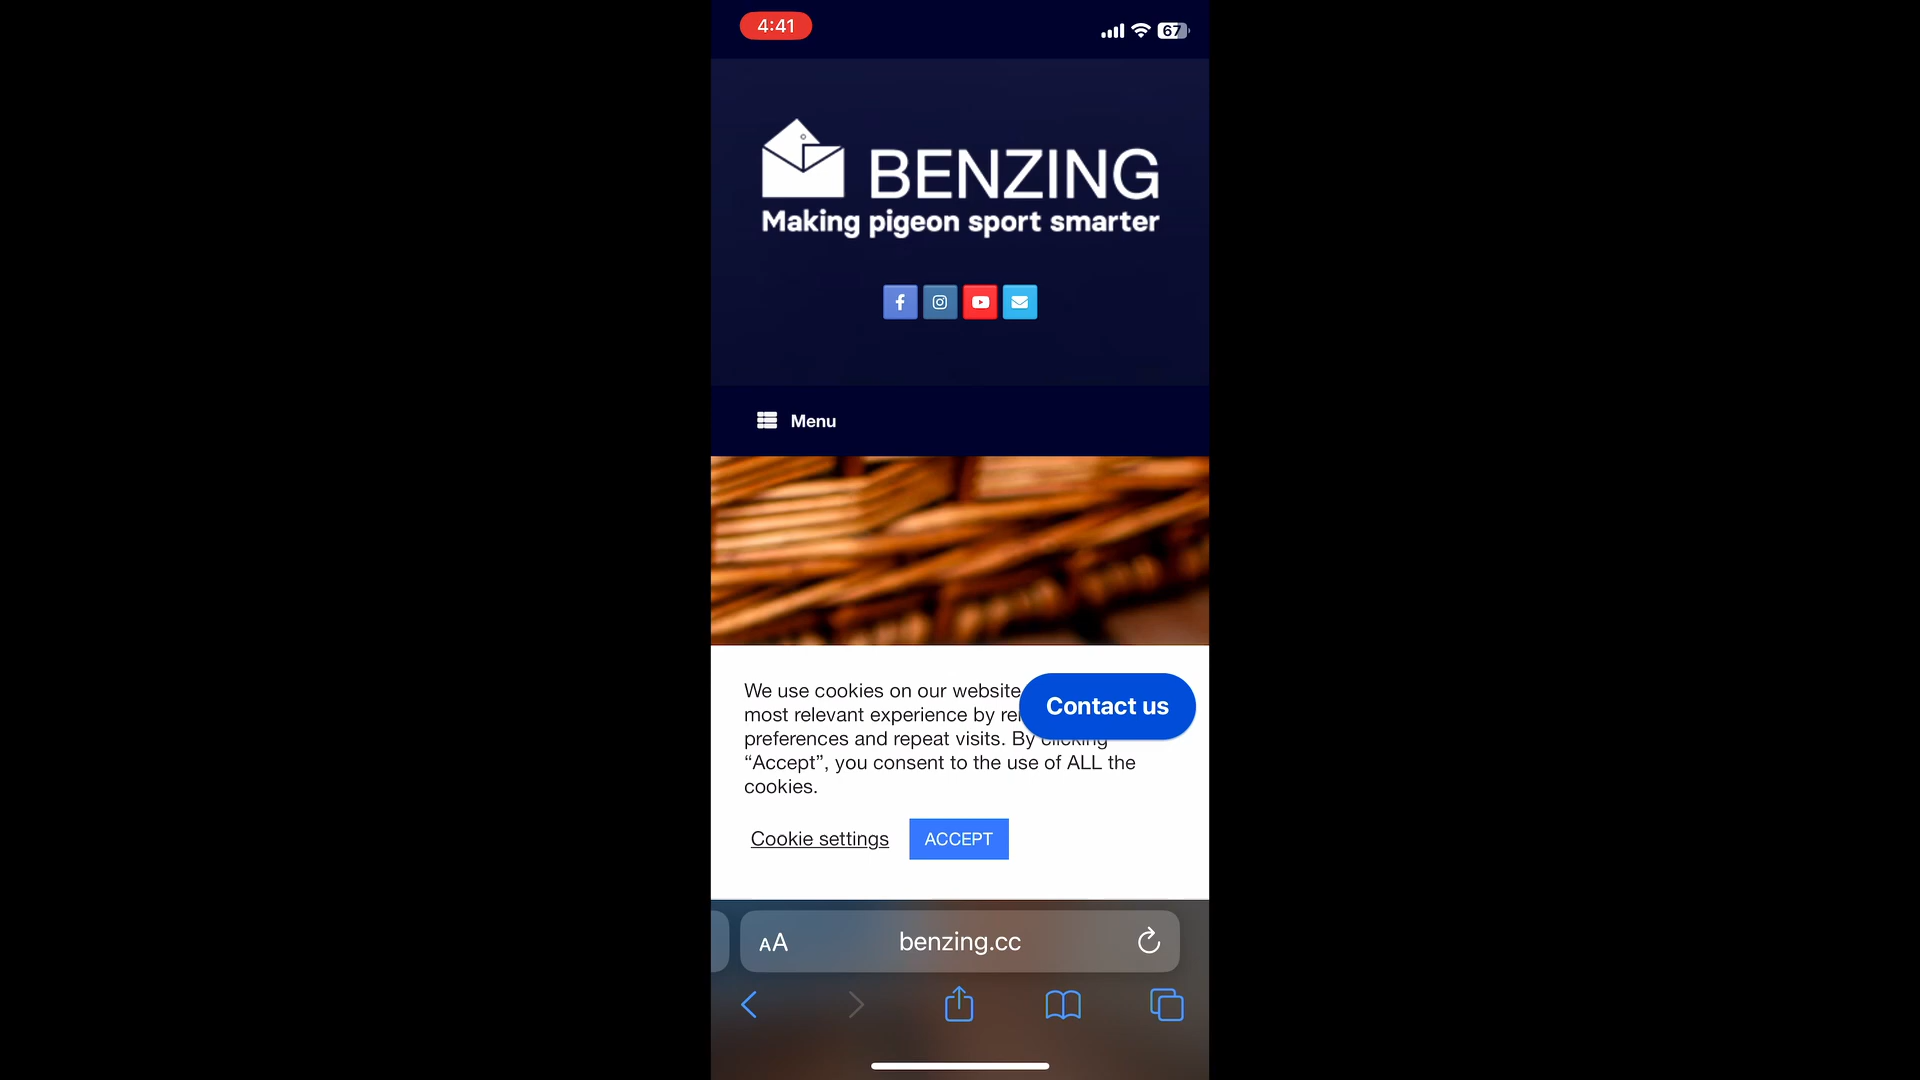 4:41
67
BENZING
Making pigeon sport smarter
Menu
We use cookies on our website
most relevant experience by
preferences and repeat visits. By clicking
“Accept”, you consent to the use of ALL the
cookies.
Contact us
Cookie settings
ACCEPT
AA
benzing.cc